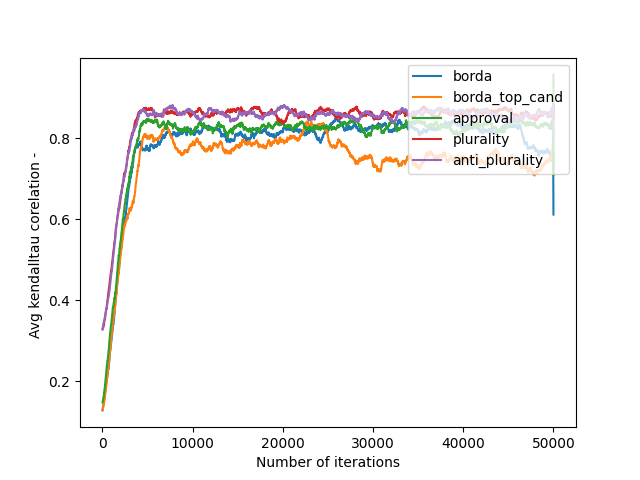 borda
borda_top_cand
approval
plurality
anti_plurality
0.8
0.6
0.4
0.2
Avg kendalltau corelation -
0 10000 20000 30000 40000 50000
Number of iterations